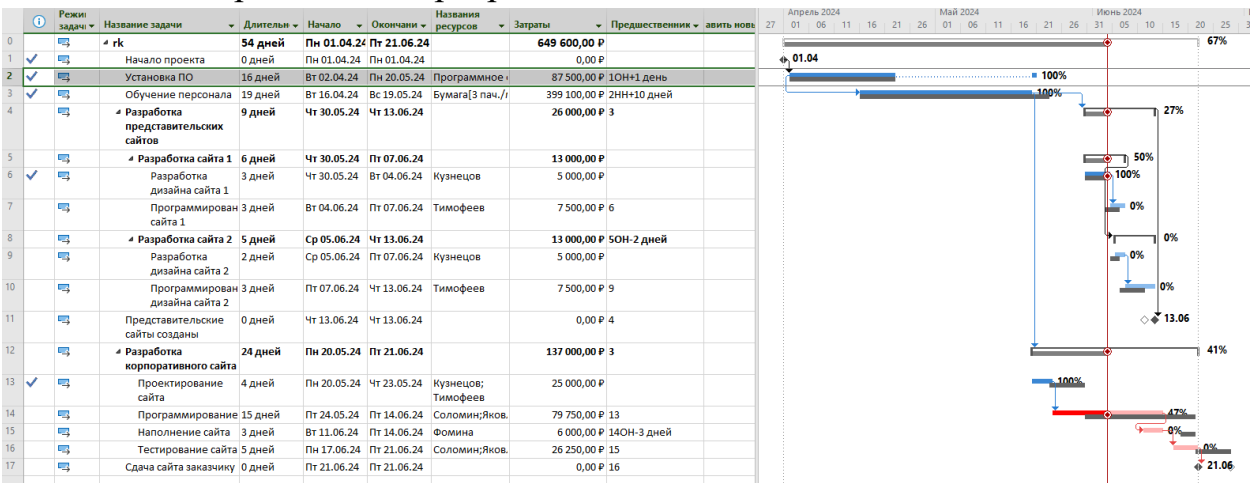 Режим задачи Название задачи Длительн Начало Окончани Названия ресурсов Затраты Предшественник авить новы
Апрель 2024 Май 2024 Июнь 2024
27 01 06 11 16 21 26 01 06 11 16 21 26 31 05 10 15 20 25
0 rk 54 дней Пн 01.04.24 Пт 21.06.24 649 600,00 ₽ 67%
1 Начало проекта 0 дней Пн 01.04.24 Пн 01.04.24 0,00 ₽ 01.04
2 Установка ПО 16 дней Вт 02.04.24 Пн 20.05.24 Программное 87 500,00 ₽ 1ОН+1 день 100%
3 Обучение персонала 19 дней Вт 16.04.24 Вс 19.05.24 Бумага[3 пач./ 399 100,00 ₽ 2НН+10 дней 100%
4 Разработка 9 дней Чт 30.05.24 Чт 13.06.24 26 000,00 ₽ 3 27%
представительских
сайтов
5 Разработка сайта 1 6 дней Чт 30.05.24 Пт 07.06.24 13 000,00 ₽ 50%
6 Разработка 3 дней Чт 30.05.24 Вт 04.06.24 Кузнецов 5 000,00 ₽ 100%
дизайна сайта 1
7 Программирован 3 дней Вт 04.06.24 Пт 07.06.24 Тимофеев 7 500,00 ₽ 6 0%
сайта 1
8 Разработка сайта 2 5 дней Ср 05.06.24 Чт 13.06.24 13 000,00 ₽ 5ОН-2 дней 0%
9 Разработка 2 дней Ср 05.06.24 Пт 07.06.24 Кузнецов 5 000,00 ₽ 0%
дизайна сайта 2
10 Программирован 3 дней Пт 07.06.24 Чт 13.06.24 Тимофеев 7 500,00 ₽ 9 0%
дизайна сайта 2
11 Представительские 0 дней Чт 13.06.24 Чт 13.06.24 0,00 ₽ 4 13.06
сайты созданы
12 Разработка 24 дней Пн 20.05.24 Пт 21.06.24 137 000,00 ₽ 3 41%
корпоративного сайта
13 Проектирование 4 дней Пн 20.05.24 Чт 23.05.24 Кузнецов; 25 000,00 ₽ 100%
сайта Тимофеев
14 Программирование 15 дней Пт 24.05.24 Пт 14.06.24 Соломин;Яков. 79 750,00 ₽ 13 47%
15 Наполнение сайта 3 дней Вт 11.06.24 Пт 14.06.24 Фомина 6 000,00 ₽ 14ОН-3 дней 0%
16 Тестирование сайта 5 дней Пн 17.06.24 Пт 21.06.24 Соломин;Яков. 26 250,00 ₽ 15 0%
17 Сдача сайта заказчику 0 дней Пт 21.06.24 Пт 21.06.24 0,00 ₽ 16 21.06